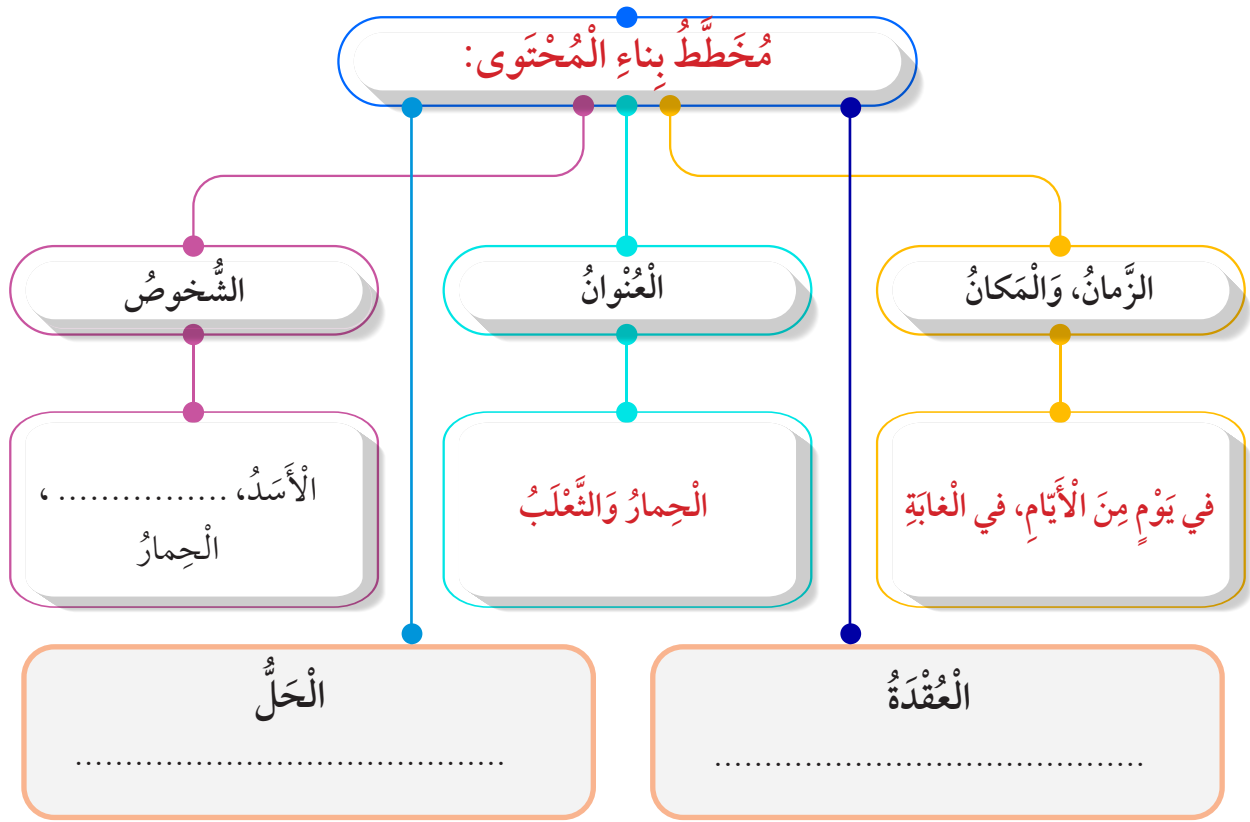 مُخَطَّطُ بِناءِ الْمُحْتَوى:
الزَّمانُ، وَالْمَكانُ
الْعُنْوانُ
الشُّخوصُ
في يَوْمٍ مِنَ الْأَيّامِ، في الْغابَةِ
الْحِمارُ وَالثَّعْلَبُ
الْأَسَدُ، ................ ،
الْحِمارُ
الْعُقْدَةُ
...........................................
الْحَلُّ
...........................................